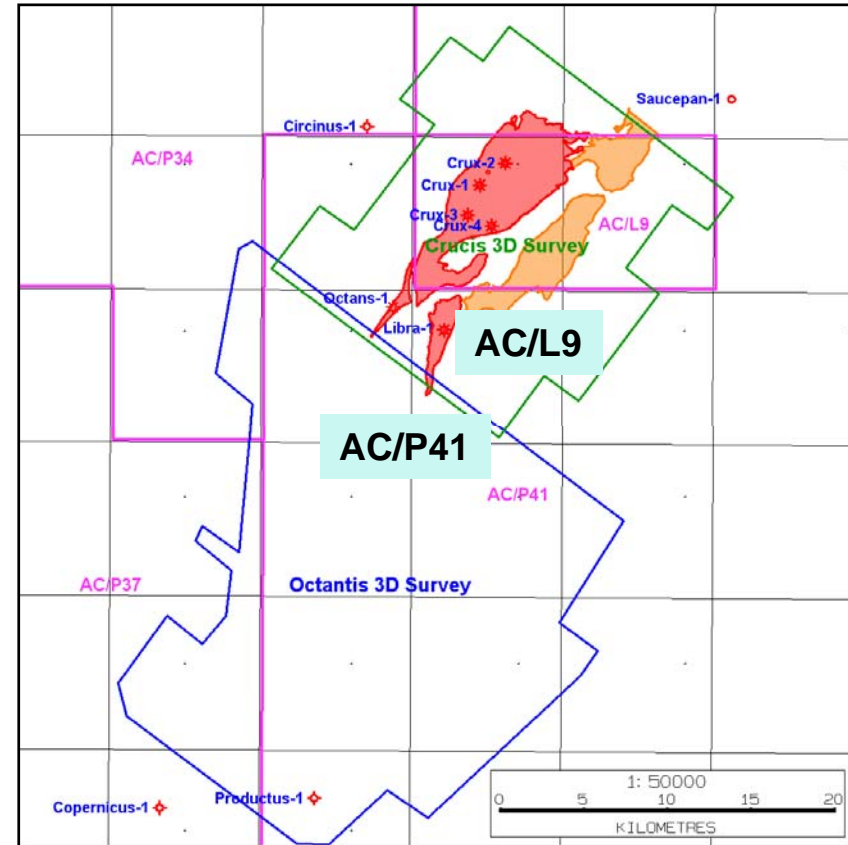 Saucepan-1
Circinus-1
AC/P34
Crux-2
Crux-1
Crux-3
Crux-4
AC/L9
Crucis 3D Survey
Octans-1
Libra-1
AC/L9
AC/P41
AC/P41
AC/P37
Octantis 3D Survey
Copernicus-1
Productus-1
1: 50000
0 5 10 15 20
KILOMETRES